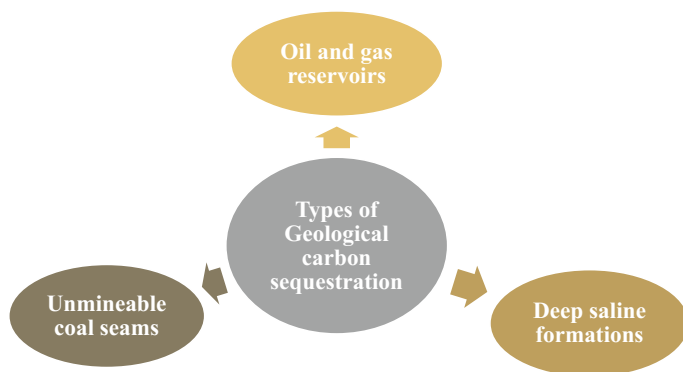 Oil and gas
reservoirs
Types of
Geological
carbon
sequestration
Unmineable
coal seams
Deep saline
formations